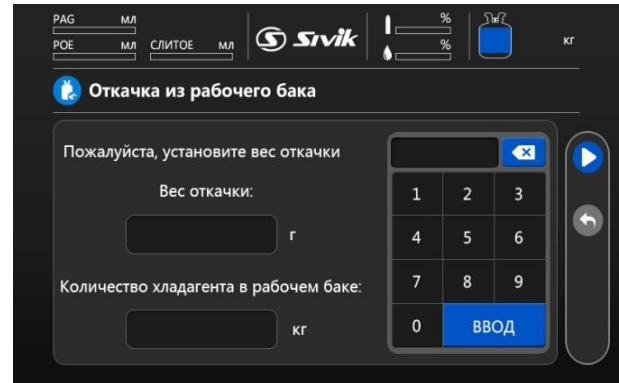 PAG мл
POE мл СЛИТОЕ мл
Sıvik
%
%
кг
Откачка из рабочего бака
Пожалуйста, установите вес откачки
Вес откачки:
г
Количество хладагента в рабочем баке:
кг
1 2 3
4 5 6
7 8 9
0 ВВОД